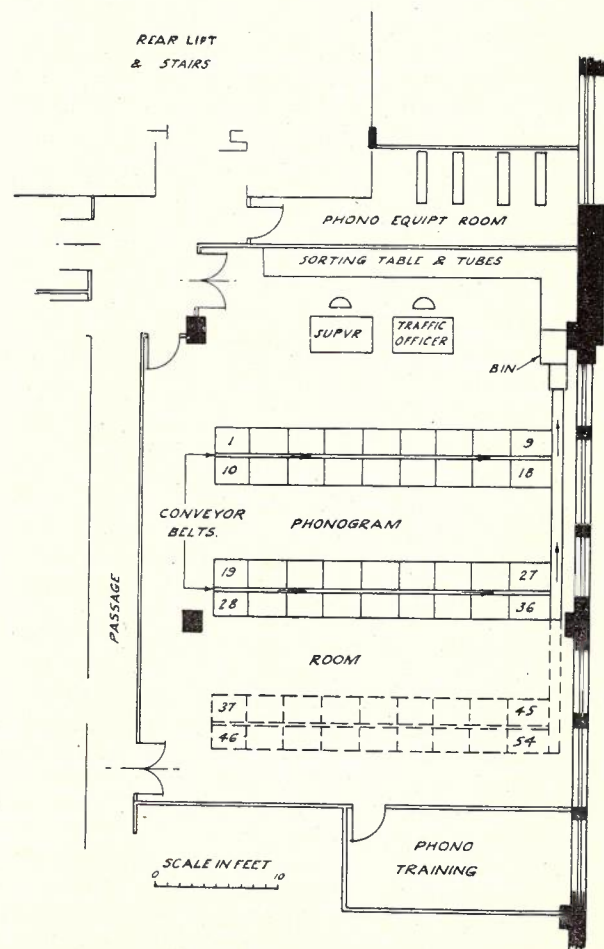 REAR LIFT
& STAIRS
PHONO EQUIPT ROOM
SORTING TABLE & TUBES
SUPVR
TRAFFIC
OFFICER
BIN
1
9
10
18
CONVEYOR
BELTS.
PHONOGRAM
19
27
28
36
PASSAGE
ROOM
37
45
46
54
PHONO
TRAINING
SCALE IN FEET
0 10